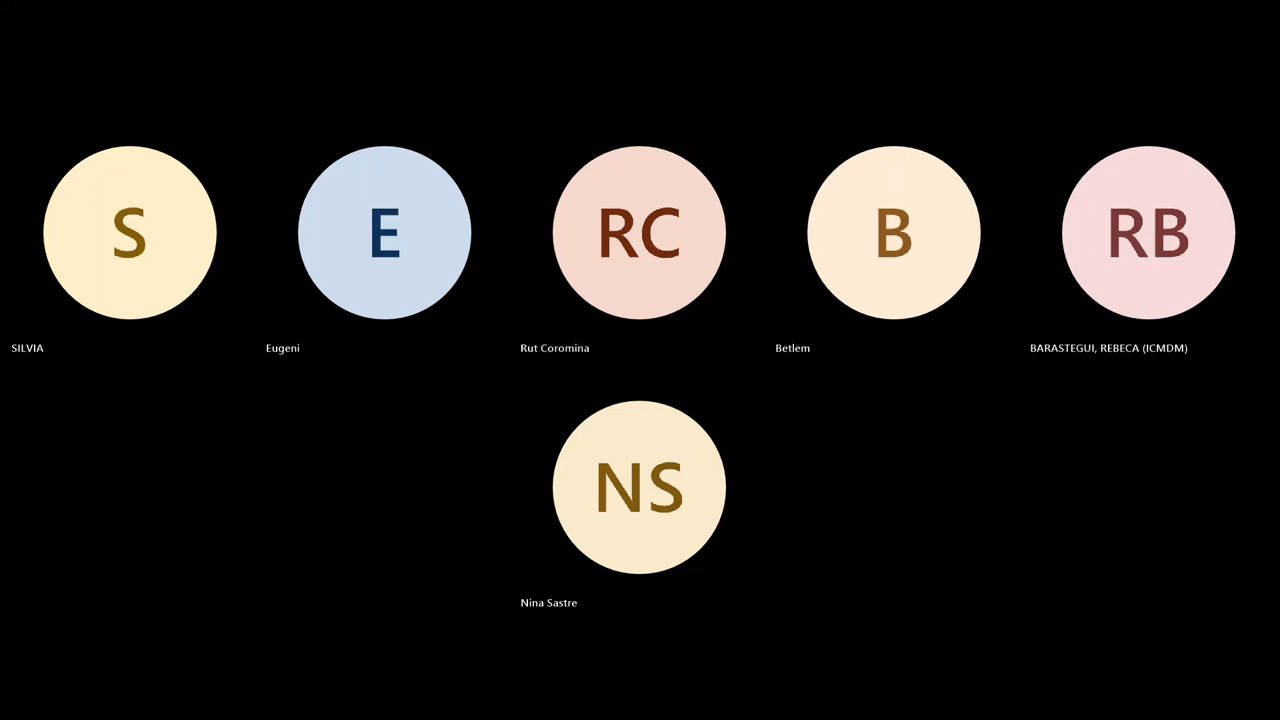 S
E
RC
B
RB
SILVIA
Eugeni
Rut Coromina
Betlem
BARASTEGUI, REBECA (ICMDM)
NS
Nina Sastre